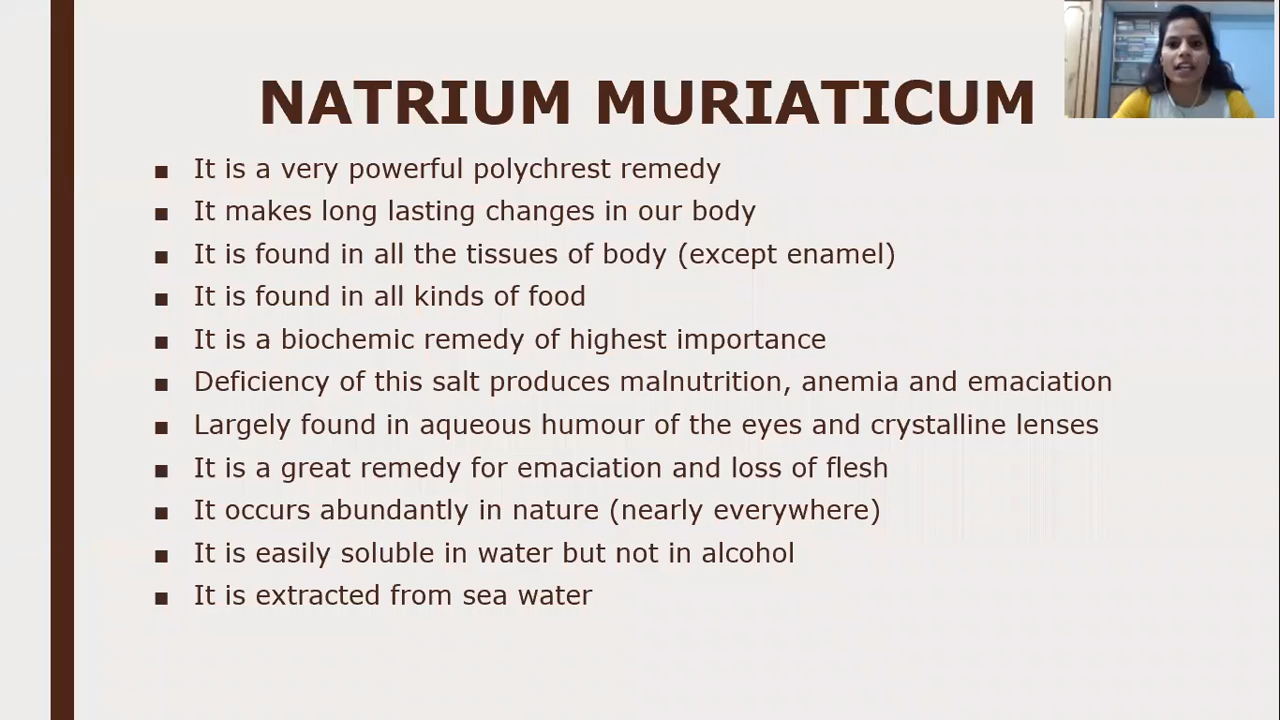 NATRIUM MURIATICUM
▪ It is a very powerful polychrest remedy
▪ It makes long lasting changes in our body
▪ It is found in all the tissues of body (except enamel)
▪ It is found in all kinds of food
▪ It is a biochemic remedy of highest importance
▪ Deficiency of this salt produces malnutrition, anemia and emaciation
▪ Largely found in aqueous humour of the eyes and crystalline lenses
▪ It is a great remedy for emaciation and loss of flesh
▪ It occurs abundantly in nature (nearly everywhere)
▪ It is easily soluble in water but not in alcohol
▪ It is extracted from sea water